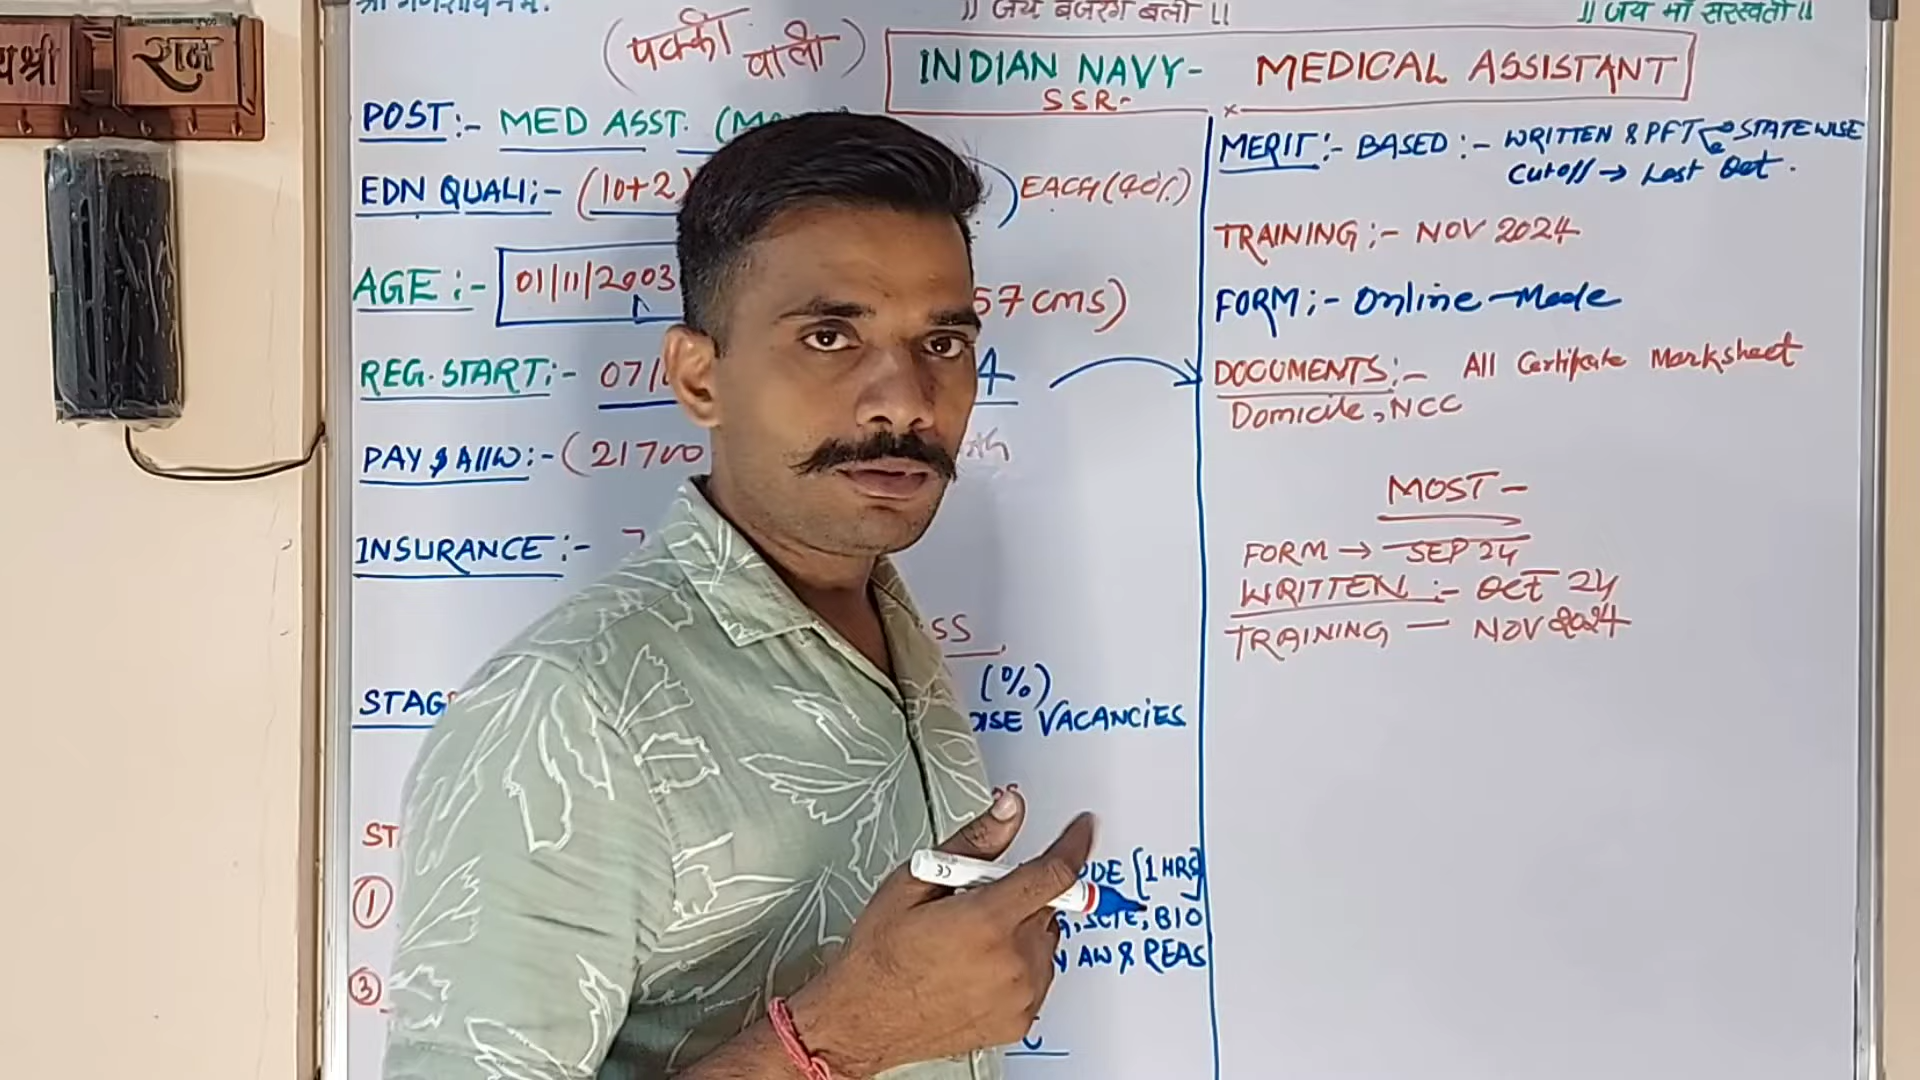 श्री गणेशाय नमः
|| जय बजरंग बली ||
|| जय माँ सरस्वती ||
राम
(पक्की वाली)
INDIAN NAVY- MEDICAL ASSISTANT
SSR-
POST:- MED ASST.
EDN QUALI:- (10+2) EACH (40%)
AGE:- 01/11/2003 57 cms)
REG.START:- 07/ 4
PAY & AllW:- (21700
INSURANCE:-
SS
(%)
STAG
VACANCIES
ST
1
[1 HRS]
, BIO
3
AW & REAS
MERIT:- BASED:- WRITTEN & PFT STATEWISE
Cutoff → Last Oct.
TRAINING:- NOV 2024
FORM:- Online Mode
DOCUMENTS:- All Certificate Marksheet
Domicile, NCC
MOST-
FORM → SEP 24
WRITTEN:- OCT 24
TRAINING — NOV 2024